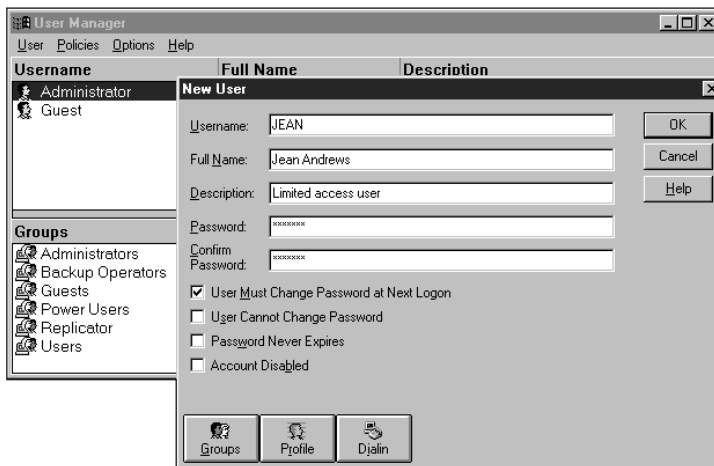 User Manager
User Policies Options Help
Username Full Name Description
Administrator
Guest
Groups
Administrators
Backup Operators
Guests
Power Users
Replicator
Users
New User
Username: JEAN
Full Name: Jean Andrews
Description: Limited access user
Password: *******
Confirm
Password: *******
User Must Change Password at Next Logon
User Cannot Change Password
Password Never Expires
Account Disabled
OK
Cancel
Help
Groups Profile Dialin